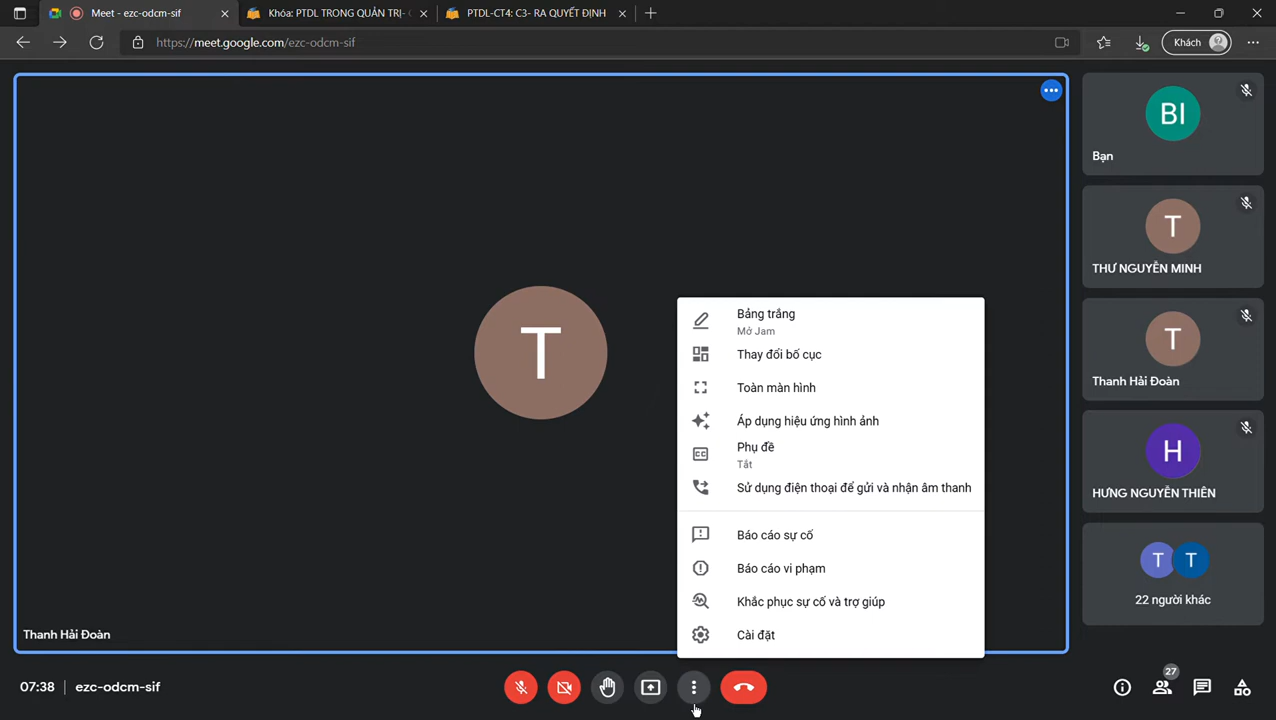 Meet - ezc-odcm-sif
Khóa: PTDL TRONG QUẢN TRỊ-
PTDL-CT4: C3- RA QUYẾT ĐỊNH
https://meet.google.com/ezc-odcm-sif
Khách
T
Thanh Hải Đoàn
BI
Bạn
T
THƯ NGUYỄN MINH
T
Thanh Hải Đoàn
H
HƯNG NGUYỄN THIÊN
T T
22 người khác
Bảng trắng
Mở Jam
Thay đổi bố cục
Toàn màn hình
Áp dụng hiệu ứng hình ảnh
CC
Phụ đề
Tắt
Sử dụng điện thoại để gửi và nhận âm thanh
Báo cáo sự cố
Báo cáo vi phạm
Khắc phục sự cố và trợ giúp
Cài đặt
07:38 | ezc-odcm-sif
27